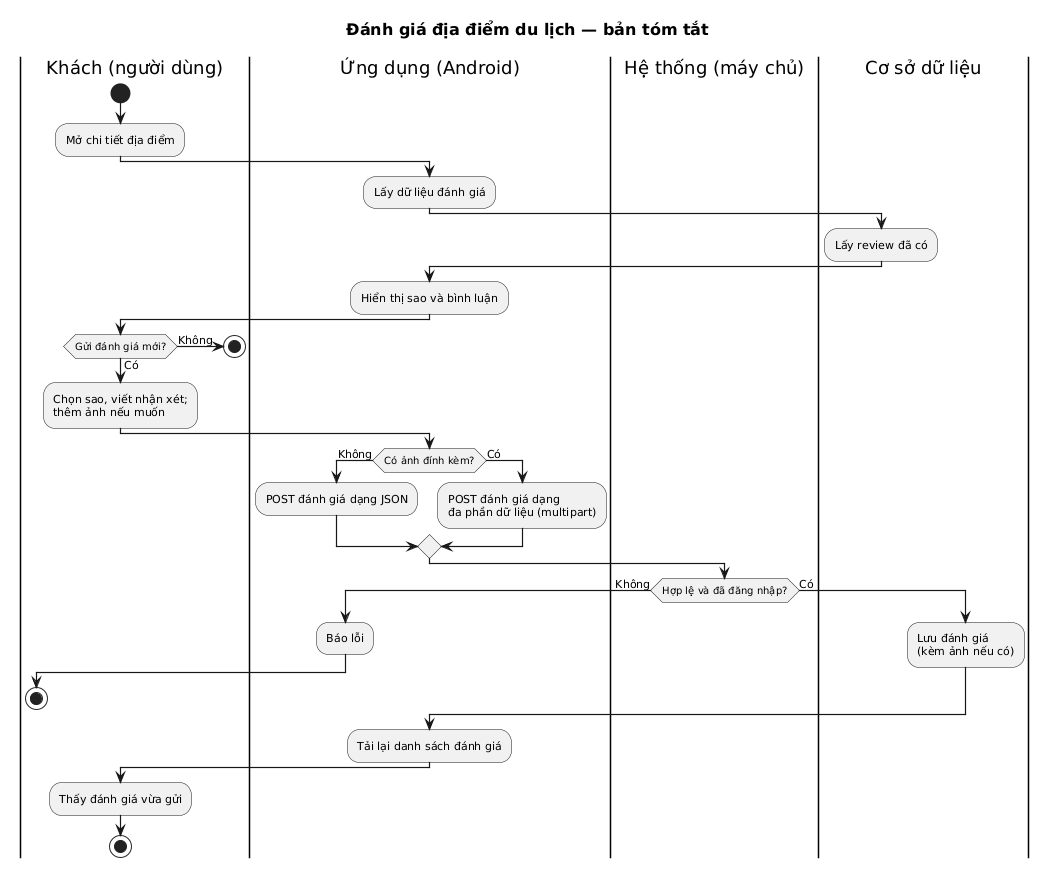 Đánh giá địa điểm du lịch — bản tóm tắt
Khách (người dùng)
Ứng dụng (Android)
Hệ thống (máy chủ)
Cơ sở dữ liệu
Mở chi tiết địa điểm
Lấy dữ liệu đánh giá
Lấy review đã có
Hiển thị sao và bình luận
Gửi đánh giá mới?
Không
Có
Chọn sao, viết nhận xét;
thêm ảnh nếu muốn
Không
Có ảnh đính kèm?
Có
POST đánh giá dạng JSON
POST đánh giá dạng
đa phần dữ liệu (multipart)
Không
Hợp lệ và đã đăng nhập?
Có
Báo lỗi
Lưu đánh giá
(kèm ảnh nếu có)
Tải lại danh sách đánh giá
Thấy đánh giá vừa gửi